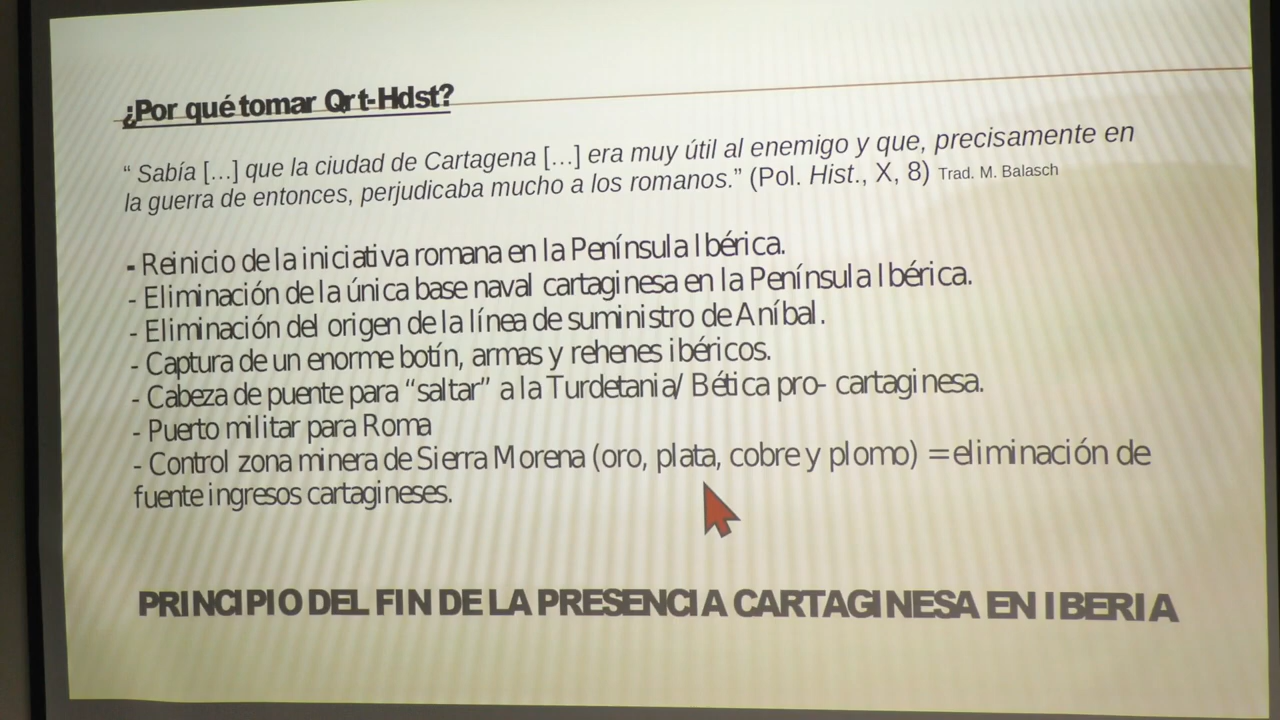 ¿Por qué tomar Qrt-Hdst?
“ Sabía […] que la ciudad de Cartagena […] era muy útil al enemigo y que, precisamente en
la guerra de entonces, perjudicaba mucho a los romanos.” (Pol. Hist., X, 8) Trad. M. Balasch
- Reinicio de la iniciativa romana en la Península Ibérica.
- Eliminación de la única base naval cartaginesa en la Península Ibérica.
- Eliminación del origen de la línea de suministro de Aníbal.
- Captura de un enorme botín, armas y rehenes ibéricos.
- Cabeza de puente para “saltar” a la Turdetania/ Bética pro- cartaginesa.
- Puerto militar para Roma
- Control zona minera de Sierra Morena (oro, plata, cobre y plomo) = eliminación de
fuente ingresos cartagineses.
PRINCIPIO DEL FIN DE LA PRESENCIA CARTAGINESA EN IBERIA